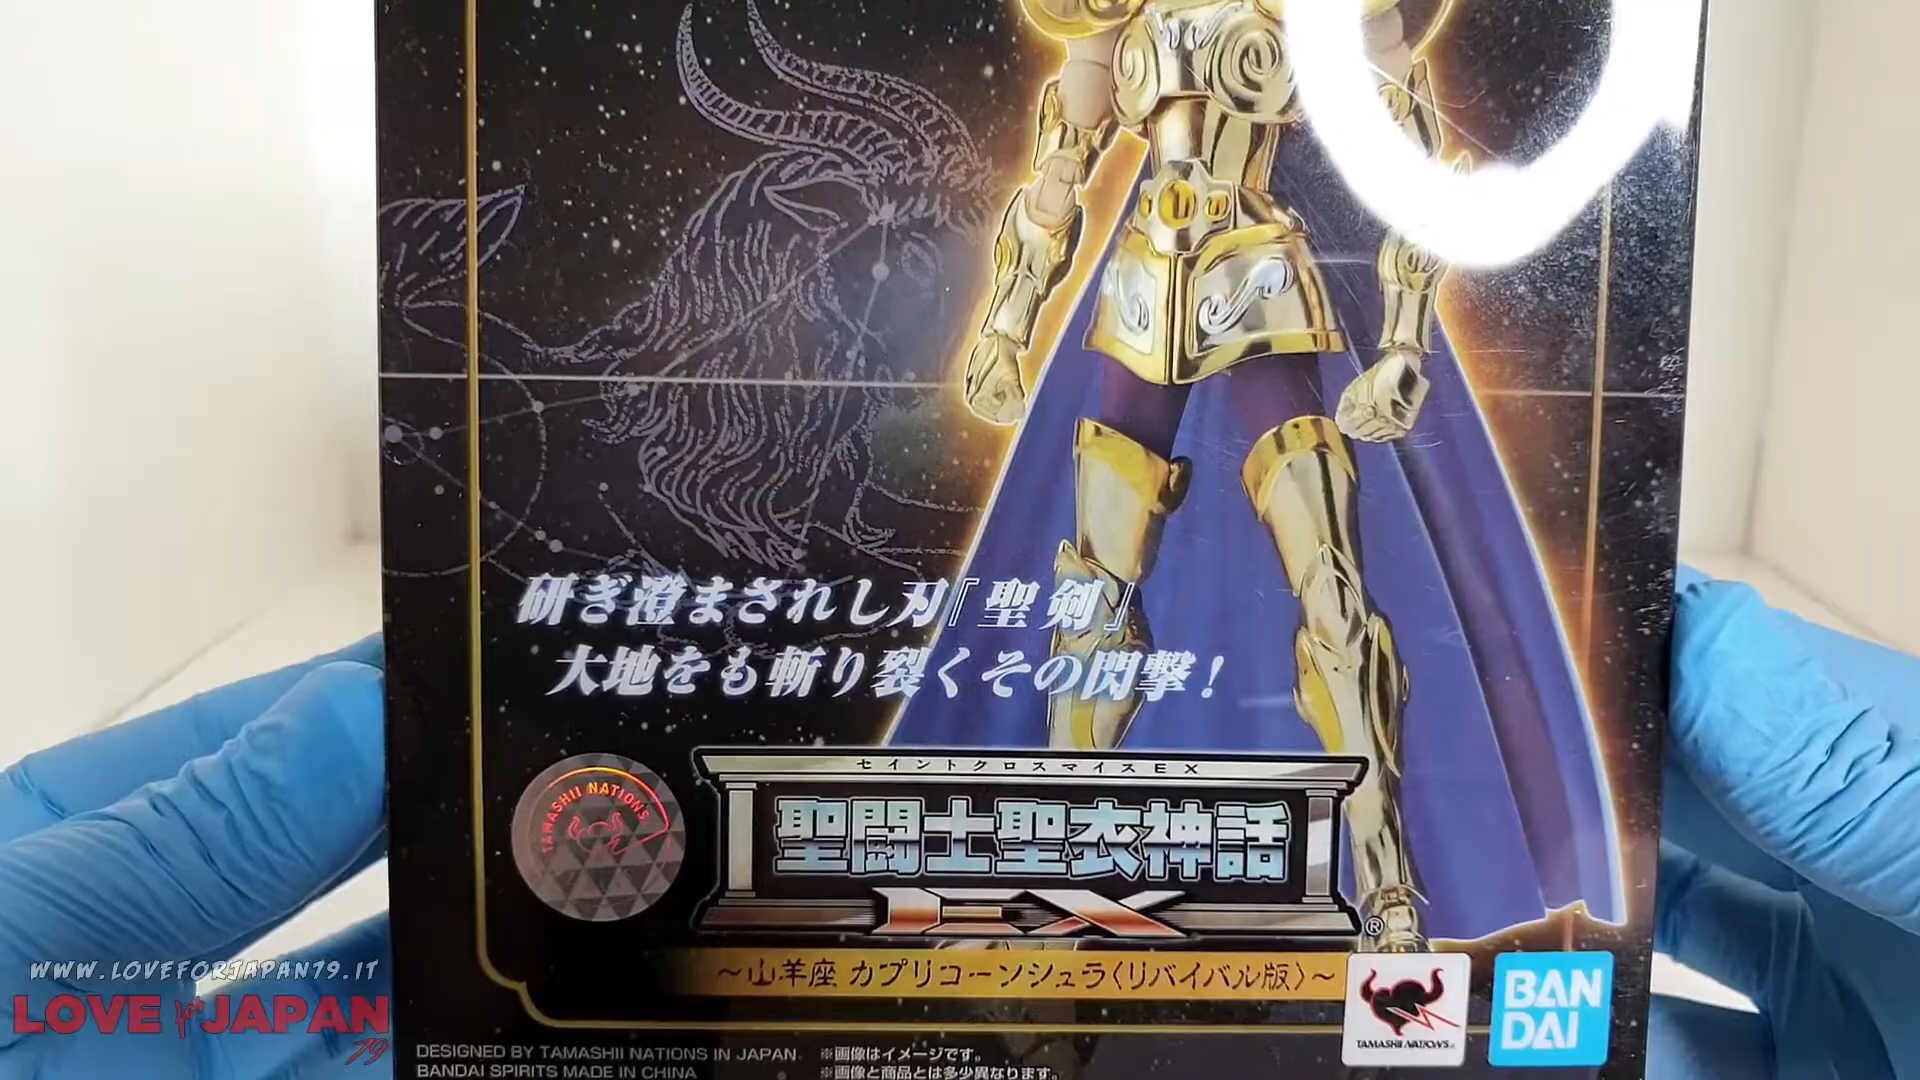 研ぎ澄まされし刃『聖剣』
大地をも斬り裂くその閃撃！
セイントクロスマイスEX
聖闘士聖衣神話
EX
®
TAMASHII NATIONS
～山羊座 カプリコーンシュラ〈リバイバル版〉～
TAMASHII NATIONS
BAN
DAI
WWW.LOVEFORJAPAN79.IT
LOVE for JAPAN
79
DESIGNED BY TAMASHII NATIONS IN JAPAN
BANDAI SPIRITS MADE IN CHINA
※画像はイメージです。
※画像と商品とは多少異なります。